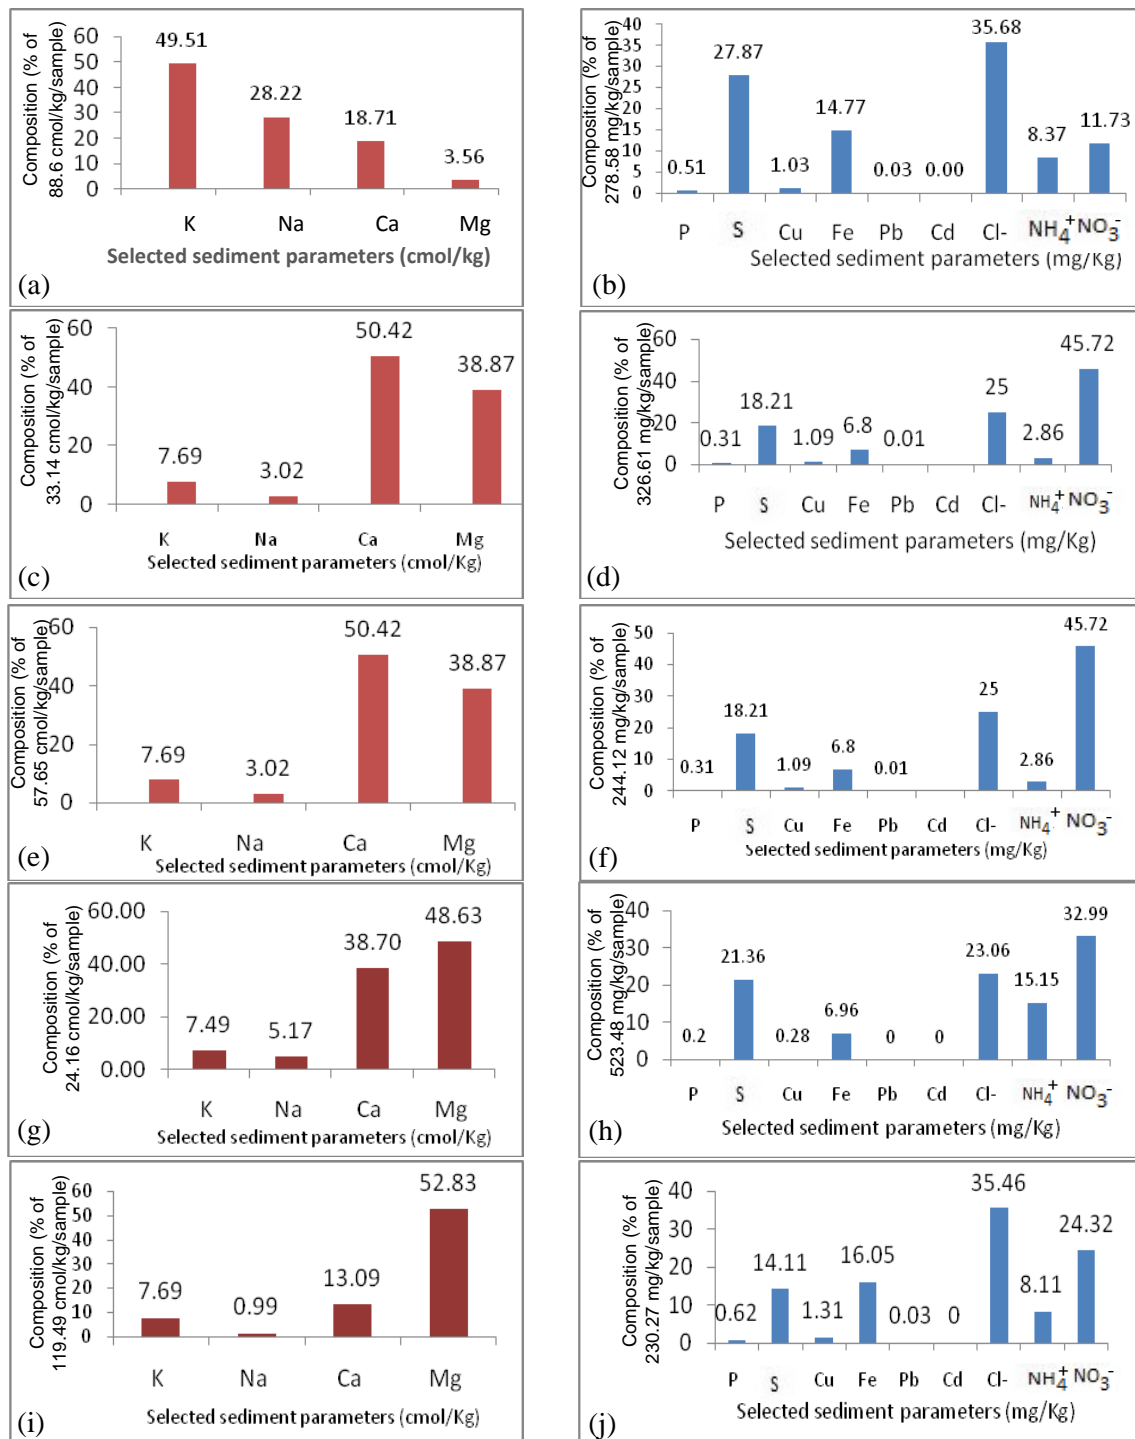 Composition (% of
88.6 cmol/kg/sample)
60
50
40
30
20
10
0
49.51
28.22
18.71
3.56
K Na Ca Mg
Selected sediment parameters (cmol/kg)
(a)
Composition (% of
278.58 mg/kg/sample)
40
35
30
25
20
15
10
5
0
0.51
27.87
1.03
14.77
0.03
0.00
35.68
8.37
11.73
P S Cu Fe Pb Cd Cl- NH4+ NO3-
Selected sediment parameters (mg/Kg)
(b)
Composition (% of
33.14 cmol/kg/sample)
60
40
20
0
7.69
3.02
50.42
38.87
K Na Ca Mg
Selected sediment parameters (cmol/Kg)
(c)
Composition (% of
326.61 mg/kg/sample)
60
40
20
0
0.31
18.21
1.09
6.8
0.01
25
2.86
45.72
P S Cu Fe Pb Cd Cl- NH4+ NO3-
Selected sediment parameters (mg/Kg)
(d)
Composition (% of
57.65 cmol/kg/sample)
60
40
20
0
7.69
3.02
50.42
38.87
K Na Ca Mg
Selected sediment parameters (cmol/Kg)
(e)
Composition (% of
244.12 mg/kg/sample)
50
40
30
20
10
0
0.31
18.21
1.09
6.8
0.01
25
2.86
45.72
P S Cu Fe Pb Cd Cl- NH4+ NO3-
Selected sediment parameters (mg/Kg)
(f)
Composition (% of
24.16 cmol/kg/sample)
60.00
40.00
20.00
0.00
7.49
5.17
38.70
48.63
K Na Ca Mg
Selected sediment parameters (cmol/Kg)
(g)
Composition (% of
523.48 mg/kg/sample)
40
30
20
10
0
0.2
21.36
0.28
6.96
0
0
23.06
15.15
32.99
P S Cu Fe Pb Cd Cl- NH4+ NO3-
Selected sediment parameters (mg/Kg)
(h)
Composition (% of
119.49 cmol/kg/sample)
60
50
40
30
20
10
0
7.69
0.99
13.09
52.83
K Na Ca Mg
Selected sediment parameters (cmol/Kg)
(i)
Composition (% of
230.27 mg/kg/sample)
40
30
20
10
0
0.62
14.11
1.31
16.05
0.03
0
35.46
8.11
24.32
P S Cu Fe Pb Cd Cl- NH4+ NO3-
Selected sediment parameters (mg/Kg)
(j)